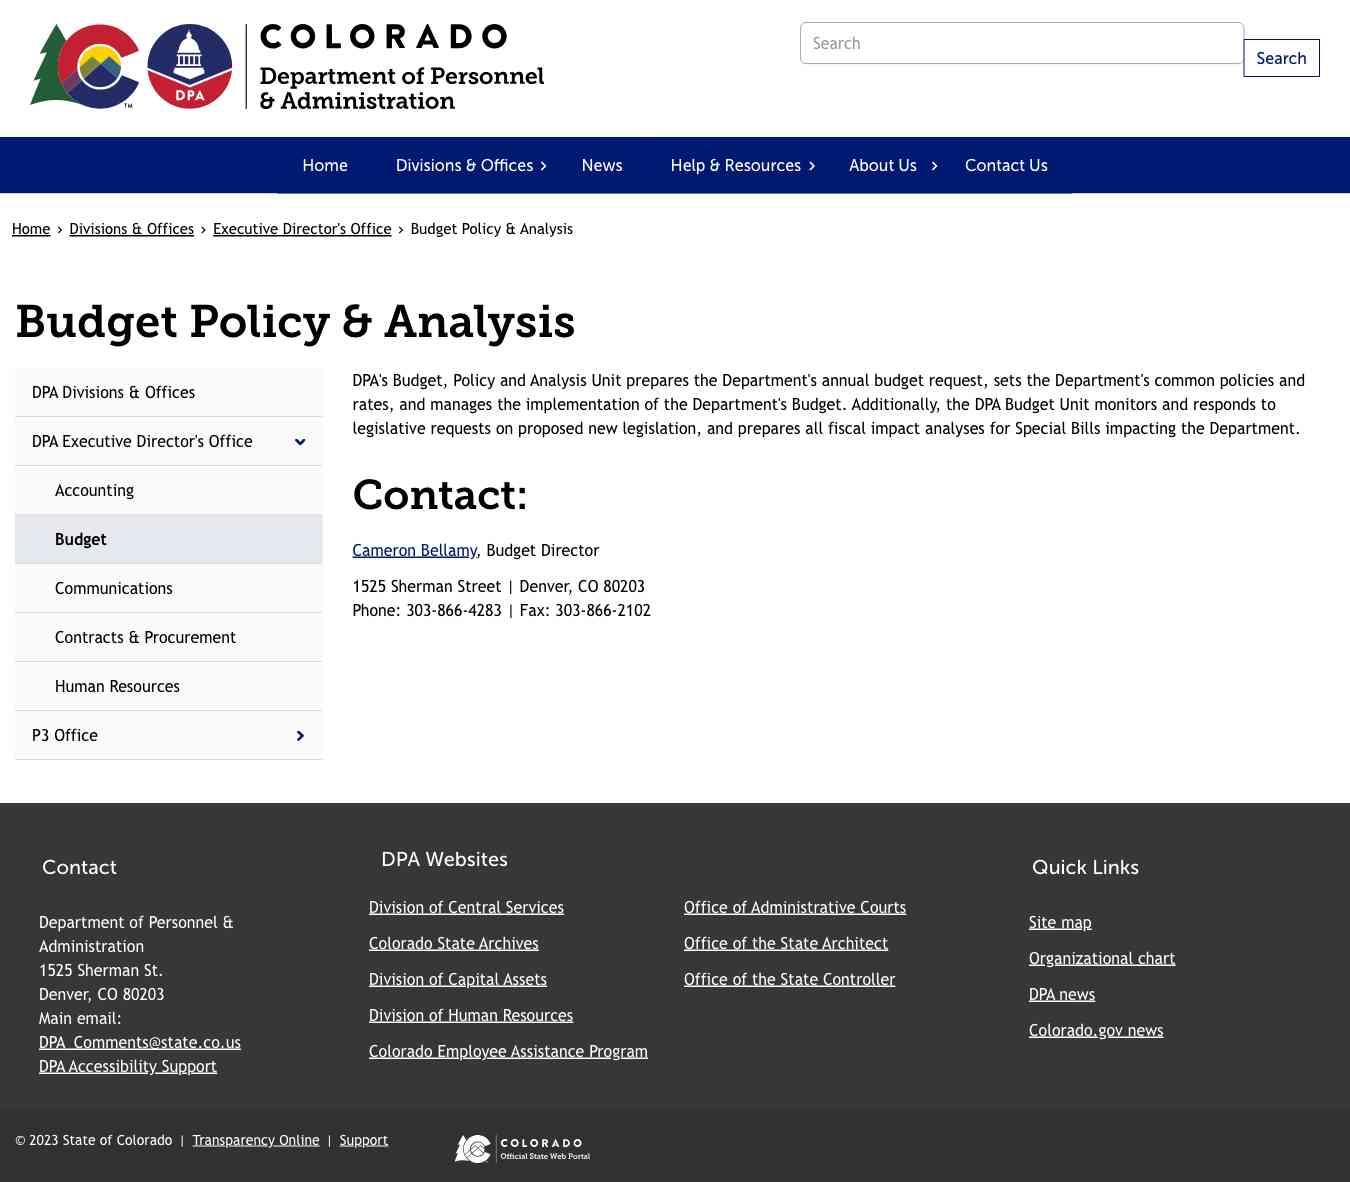 COLORADO
Department of Personnel
& Administration
DPA
TM
Search
Search
Home
Divisions & Offices
News
Help & Resources
About Us
Contact Us
Home › Divisions & Offices › Executive Director's Office › Budget Policy & Analysis
Budget Policy & Analysis
DPA Divisions & Offices
DPA Executive Director's Office
Accounting
Budget
Communications
Contracts & Procurement
Human Resources
P3 Office
DPA's Budget, Policy and Analysis Unit prepares the Department's annual budget request, sets the Department's common policies and
rates, and manages the implementation of the Department's Budget. Additionally, the DPA Budget Unit monitors and responds to
legislative requests on proposed new legislation, and prepares all fiscal impact analyses for Special Bills impacting the Department.
Contact:
Cameron Bellamy, Budget Director
1525 Sherman Street | Denver, CO 80203
Phone: 303-866-4283 | Fax: 303-866-2102
Contact
Department of Personnel &
Administration
1525 Sherman St.
Denver, CO 80203
Main email:
DPA_Comments@state.co.us
DPA Accessibility Support
DPA Websites
Division of Central Services
Colorado State Archives
Division of Capital Assets
Division of Human Resources
Colorado Employee Assistance Program
Office of Administrative Courts
Office of the State Architect
Office of the State Controller
Quick Links
Site map
Organizational chart
DPA news
Colorado.gov news
© 2023 State of Colorado | Transparency Online | Support
COLORADO
Official State Web Portal